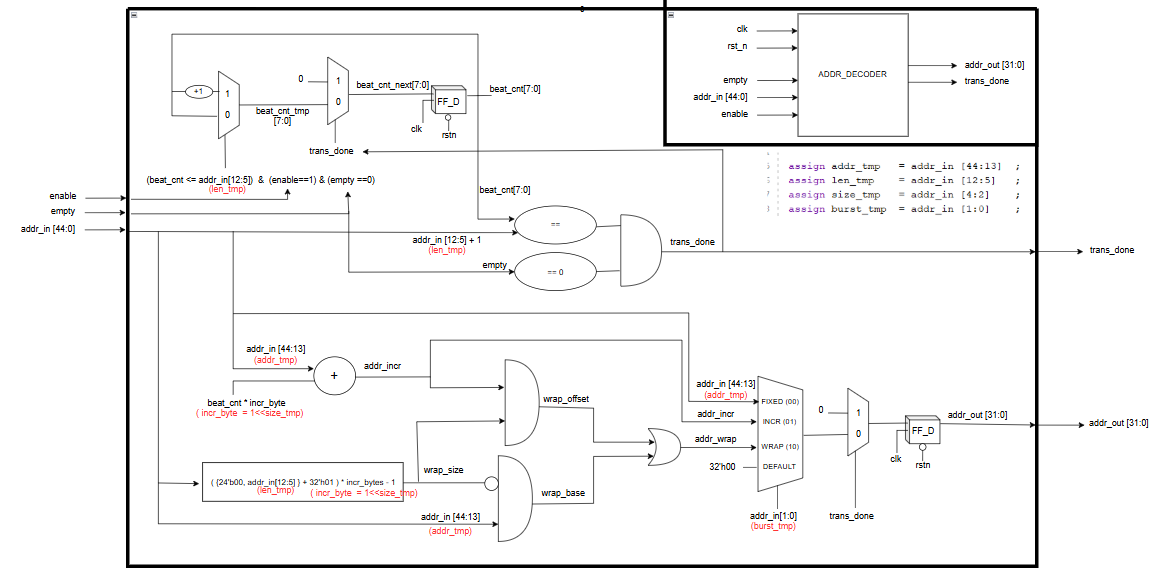 clk
rst_n
empty
addr_in [44:0]
enable
ADDR_DECODER
addr_out [31:0]
trans_done
0
1
0
+1
1
0
beat_cnt_next[7:0]
beat_cnt_tmp
[7:0]
FF_D
beat_cnt[7:0]
clk
rstn
trans_done
(beat_cnt <= addr_in[12:5]) & (enable==1) & (empty ==0)
(len_tmp)
beat_cnt[7:0]
assign addr_tmp = addr_in [44:13] ;
assign len_tmp = addr_in [12:5] ;
assign size_tmp = addr_in [4:2] ;
assign burst_tmp = addr_in [1:0] ;
enable
empty
addr_in [44:0]
==
addr_in [12:5] + 1
(len_tmp)
empty
== 0
trans_done
trans_done
addr_in [44:13]
(addr_tmp)
+
addr_incr
beat_cnt * incr_byte
( incr_byte = 1<<size_tmp)
wrap_offset
addr_in [44:13]
(addr_tmp)
addr_incr
addr_wrap
32'h00
FIXED (00)
INCR (01)
WRAP (10)
DEFAULT
0
1
0
FF_D
addr_out [31:0]
addr_out [31:0]
clk
rstn
wrap_size
( {24'b00, addr_in[12:5] } + 32'h01 ) * incr_bytes - 1
(len_tmp)
( incr_byte = 1<<size_tmp)
wrap_base
addr_in [44:13]
(addr_tmp)
addr_in[1:0]
(burst_tmp)
trans_done